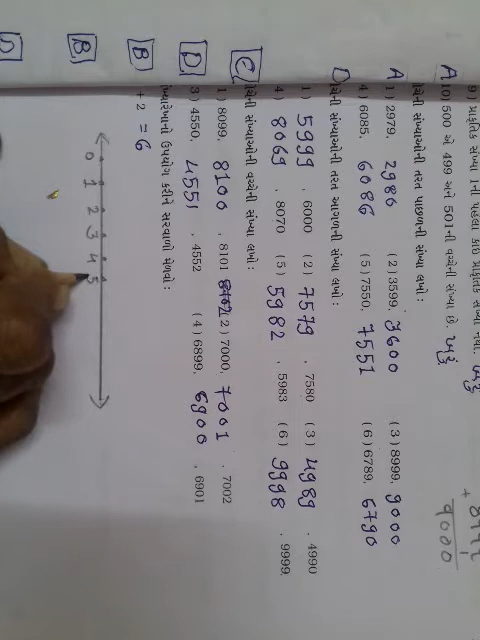 9) પ્રાકૃતિક સંખ્યા 1ની પહેલાં કોઈ પ્રાકૃતિક સંખ્યા નથી.
A 10) 500 એ 499 અને 501ની વચ્ચેની સંખ્યા છે. ખરું
9000
નીચેની સંખ્યાઓની તરત પાછળની સંખ્યા લખો :
A 1) 2979, 2980 (2) 3599, 3600 (3) 8999, 9000
4) 6085, 6086 (5) 7550, 7551 (6) 6789, 6790
નીચેની સંખ્યાઓની તરત આગળની સંખ્યા લખો :
1) 5999, 6000 (2) 7579, 7580 (3) 4989, 4990
4) 8069, 8070 (5) 5982, 5983 (6) 9998, 9999
C નીચેની સંખ્યાઓની વચ્ચેની સંખ્યા લખો :
1) 8099, 8100, 8101 (2) 7000, 7001, 7002
D 3) 4550, 4551, 4552 (4) 6899, 6900, 6901
સંખ્યારેખાનો ઉપયોગ કરીને સરવાળો મેળવો :
B + 2 = 6
0 1 2 3 4 5
B
D